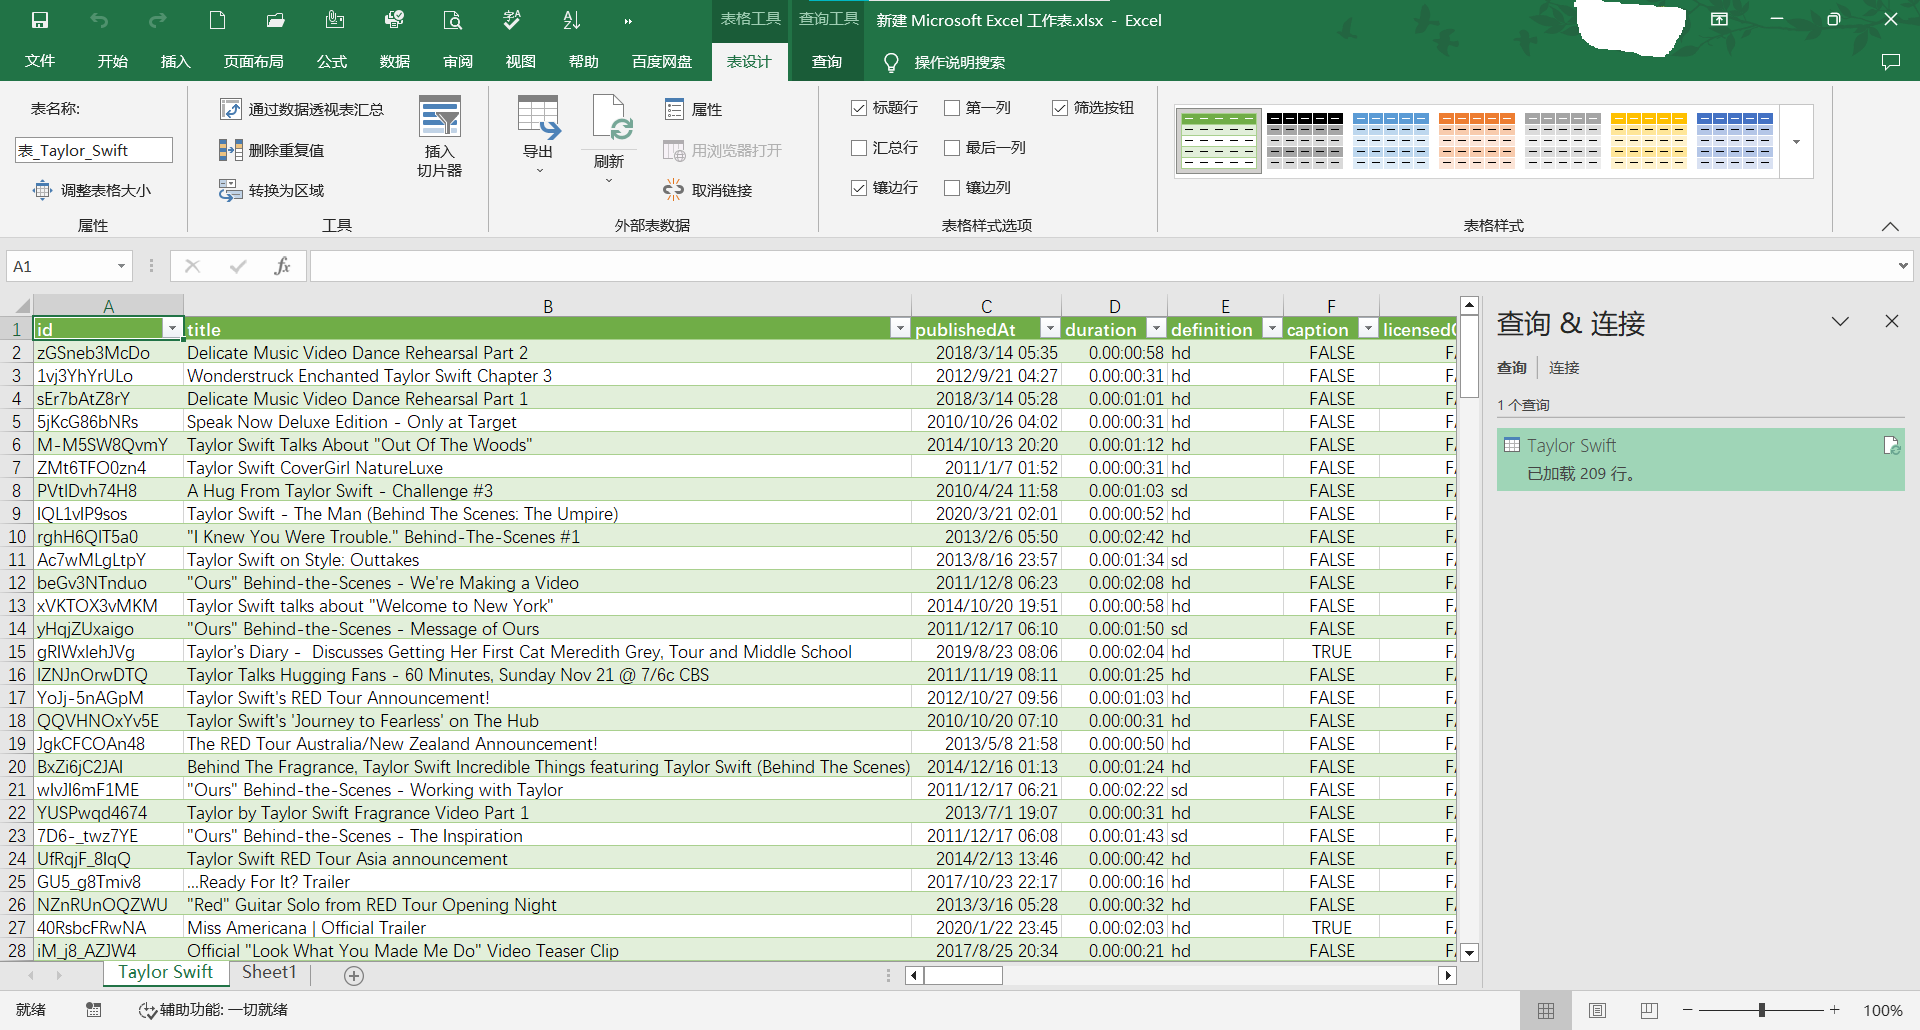 表格工具 查询工具 新建 Microsoft Excel 工作表.xlsx - Excel
文件 开始 插入 页面布局 公式 数据 审阅 视图 帮助 百度网盘 表设计 查询 操作说明搜索
表名称:
表_Taylor_Swift
调整表格大小
属性
通过数据透视表汇总
删除重复值
转换为区域
插入
切片器
工具
导出
刷新
属性
用浏览器打开
取消链接
外部表数据
标题行 第一列 筛选按钮
汇总行 最后一列
镶边行 镶边列
表格样式选项
表格样式
A1 fx
A B C D E F
1 id title publishedAt duration definition caption licensedC
2 zGSneb3McDo Delicate Music Video Dance Rehearsal Part 2 2018/3/14 05:35 0.00:00:58 hd FALSE FA
3 1vj3YhYrULo Wonderstruck Enchanted Taylor Swift Chapter 3 2012/9/21 04:27 0.00:00:31 hd FALSE FA
4 sEr7bAtZ8rY Delicate Music Video Dance Rehearsal Part 1 2018/3/14 05:28 0.00:01:01 hd FALSE FA
5 5jKcG86bNRs Speak Now Deluxe Edition - Only at Target 2010/10/26 04:02 0.00:00:31 hd FALSE FA
6 M-M5SW8QvmY Taylor Swift Talks About "Out Of The Woods" 2014/10/13 20:20 0.00:01:12 hd FALSE FA
7 ZMt6TFO0zn4 Taylor Swift CoverGirl NatureLuxe 2011/1/7 01:52 0.00:00:31 hd FALSE FA
8 PVtIDvh74H8 A Hug From Taylor Swift - Challenge #3 2010/4/24 11:58 0.00:01:03 sd FALSE FA
9 IQL1vIP9sos Taylor Swift - The Man (Behind The Scenes: The Umpire) 2020/3/21 02:01 0.00:00:52 hd FALSE FA
10 rghH6QIT5a0 "I Knew You Were Trouble." Behind-The-Scenes #1 2013/2/6 05:50 0.00:02:42 hd FALSE FA
11 Ac7wMLgLtpY Taylor Swift on Style: Outtakes 2013/8/16 23:57 0.00:01:34 sd FALSE FA
12 beGv3NTnduo "Ours" Behind-the-Scenes - We're Making a Video 2011/12/8 06:23 0.00:02:08 hd FALSE FA
13 xVKTOX3vMKM Taylor Swift talks about "Welcome to New York" 2014/10/20 19:51 0.00:00:58 hd FALSE FA
14 yHqjZUxaigo "Ours" Behind-the-Scenes - Message of Ours 2011/12/17 06:10 0.00:01:50 sd FALSE FA
15 gRIWxIehJVg Taylor's Diary -  Discusses Getting Her First Cat Meredith Grey, Tour and Middle School 2019/8/23 08:06 0.00:02:04 hd TRUE FA
16 IZNJnOrwDTQ Taylor Talks Hugging Fans - 60 Minutes, Sunday Nov 21 @ 7/6c CBS 2011/11/19 08:11 0.00:01:25 hd FALSE FA
17 YoJj-5nAGpM Taylor Swift's RED Tour Announcement! 2012/10/27 09:56 0.00:01:03 hd FALSE FA
18 QQVHNOxYv5E Taylor Swift's 'Journey to Fearless' on The Hub 2010/10/20 07:10 0.00:00:31 hd FALSE FA
19 JgkCFCOAn48 The RED Tour Australia/New Zealand Announcement! 2013/5/8 21:58 0.00:00:50 hd FALSE FA
20 BxZi6jC2JAI Behind The Fragrance, Taylor Swift Incredible Things featuring Taylor Swift (Behind The Scenes) 2014/12/16 01:13 0.00:01:24 hd FALSE FA
21 wIvJI6mF1ME "Ours" Behind-the-Scenes - Working with Taylor 2011/12/17 06:21 0.00:02:22 sd FALSE FA
22 YUSPwqd4674 Taylor by Taylor Swift Fragrance Video Part 1 2013/7/1 19:07 0.00:00:31 hd FALSE FA
23 7D6-_twz7YE "Ours" Behind-the-Scenes - The Inspiration 2011/12/17 06:08 0.00:01:43 sd FALSE FA
24 UfRqjF_8IqQ Taylor Swift RED Tour Asia announcement 2014/2/13 13:46 0.00:00:42 hd FALSE FA
25 GU5_g8Tmiv8 ...Ready For It? Trailer 2017/10/23 22:17 0.00:00:16 hd FALSE FA
26 NZnRUnOQZWU "Red" Guitar Solo from RED Tour Opening Night 2013/3/16 05:28 0.00:00:32 hd FALSE FA
27 40RsbcFRwNA Miss Americana | Official Trailer 2020/1/22 23:45 0.00:02:03 hd TRUE FA
28 iM_j8_AZJW4 Official "Look What You Made Me Do" Video Teaser Clip 2017/8/25 20:34 0.00:00:21 hd FALSE FA
查询 & 连接
查询 连接
1 个查询
Taylor Swift
已加载 209 行。
Taylor Swift Sheet1
就绪 辅助功能: 一切就绪 100%